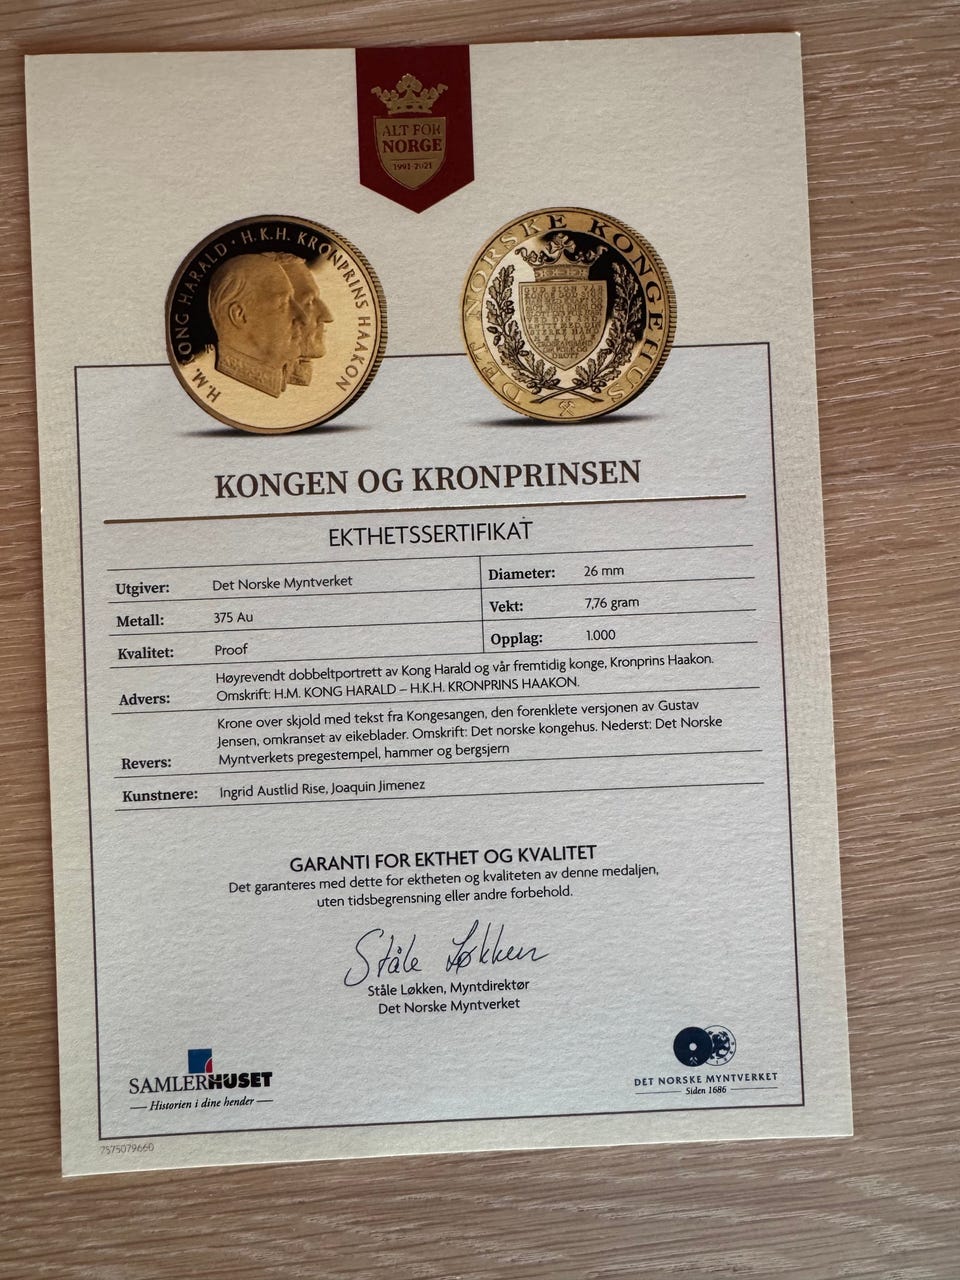 ALT FOR
NORGE
1991-2021
H.M. KONG HARALD • H.K.H. KRONPRINS HAAKON
DET NORSKE KONGEHUS
KONGEN OG KRONPRINSEN
EKTHETSSERTIFIKAT
Utgiver: Det Norske Myntverket
Diameter: 26 mm
Metall: 375 Au
Vekt: 7,76 gram
Kvalitet: Proof
Opplag: 1.000
Høyrevendt dobbeltportrett av Kong Harald og vår fremtidig konge, Kronprins Haakon.
Advers: Omskrift: H.M. KONG HARALD – H.K.H. KRONPRINS HAAKON.
Krone over skjold med tekst fra Kongesangen, den forenklete versjonen av Gustav
Jensen, omkranset av eikeblader. Omskrift: Det norske kongehus. Nederst: Det Norske
Revers: Myntverkets pregestempel, hammer og bergsjern
Kunstnere: Ingrid Austlid Rise, Joaquin Jimenez
GARANTI FOR EKTHET OG KVALITET
Det garanteres med dette for ektheten og kvaliteten av denne medaljen,
uten tidsbegrensning eller andre forbehold.
Ståle Løkken
Ståle Løkken, Myntdirektør
Det Norske Myntverket
SAMLERHUSET
Historien i dine hender
DET NORSKE MYNTVERKET
Siden 1686
7575079660